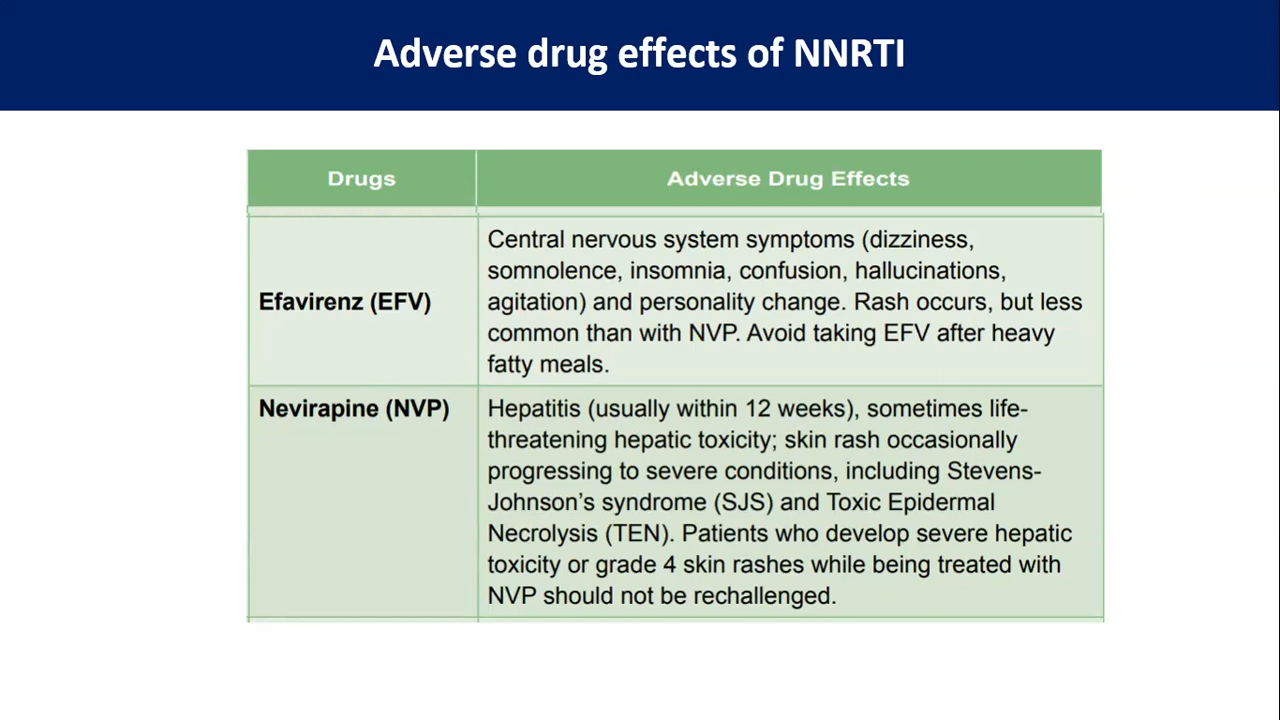 Adverse drug effects of NNRTI
Drugs
Adverse Drug Effects
Efavirenz (EFV)
Central nervous system symptoms (dizziness,
somnolence, insomnia, confusion, hallucinations,
agitation) and personality change. Rash occurs, but less
common than with NVP. Avoid taking EFV after heavy
fatty meals.
Nevirapine (NVP)
Hepatitis (usually within 12 weeks), sometimes life-
threatening hepatic toxicity; skin rash occasionally
progressing to severe conditions, including Stevens-
Johnson’s syndrome (SJS) and Toxic Epidermal
Necrolysis (TEN). Patients who develop severe hepatic
toxicity or grade 4 skin rashes while being treated with
NVP should not be rechallenged.